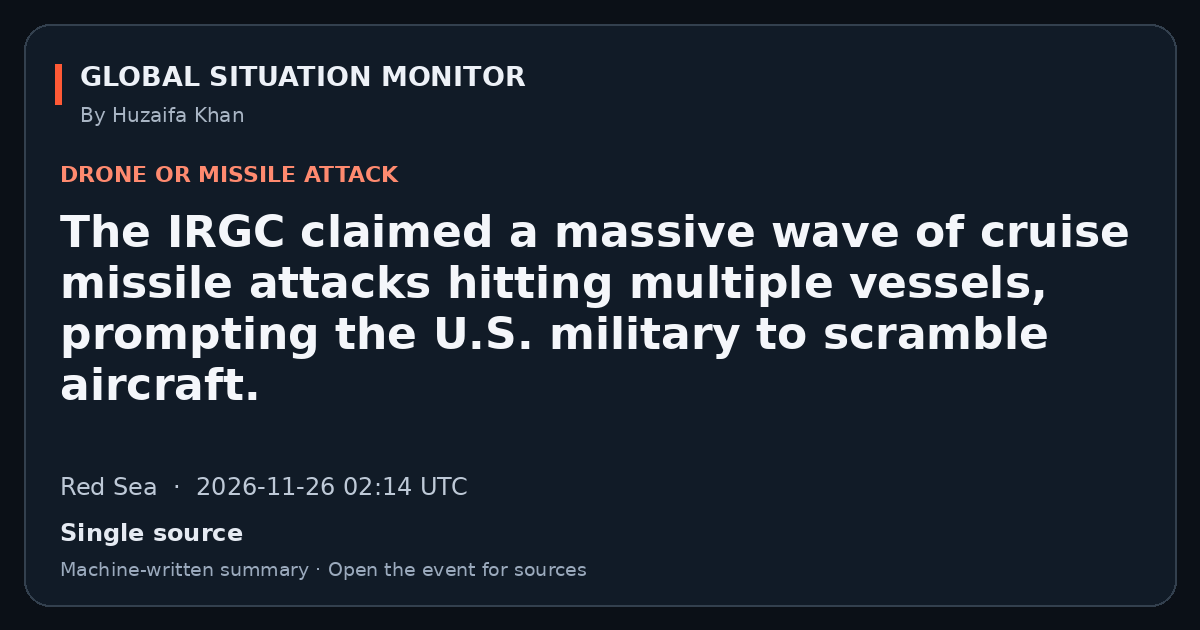 GLOBAL SITUATION MONITOR
By Huzaifa Khan
DRONE OR MISSILE ATTACK
The IRGC claimed a massive wave of cruise
missile attacks hitting multiple vessels,
prompting the U.S. military to scramble
aircraft.
Red Sea · 2026-11-26 02:14 UTC
Single source
Machine-written summary · Open the event for sources